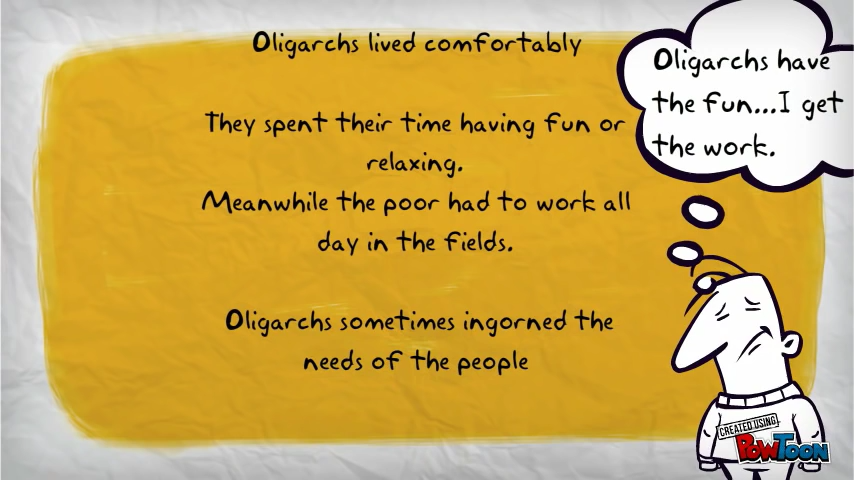 Oligarchs lived comfortably
They spent their time having fun or
relaxing.
Meanwhile the poor had to work all
day in the fields.
Oligarchs sometimes ingorned the
needs of the people
Oligarchs have
the fun...I get
the work.
CREATED USING
POWTOON